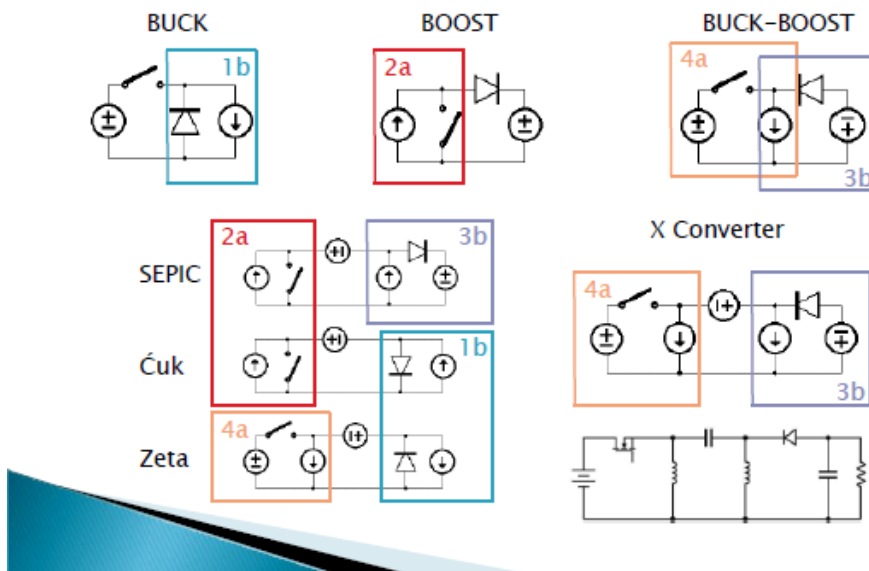 BUCK
BOOST
BUCK-BOOST
1b
2a
4a
3b
2a
3b
X Converter
SEPIC
4a
Ćuk
1b
4a
3b
Zeta